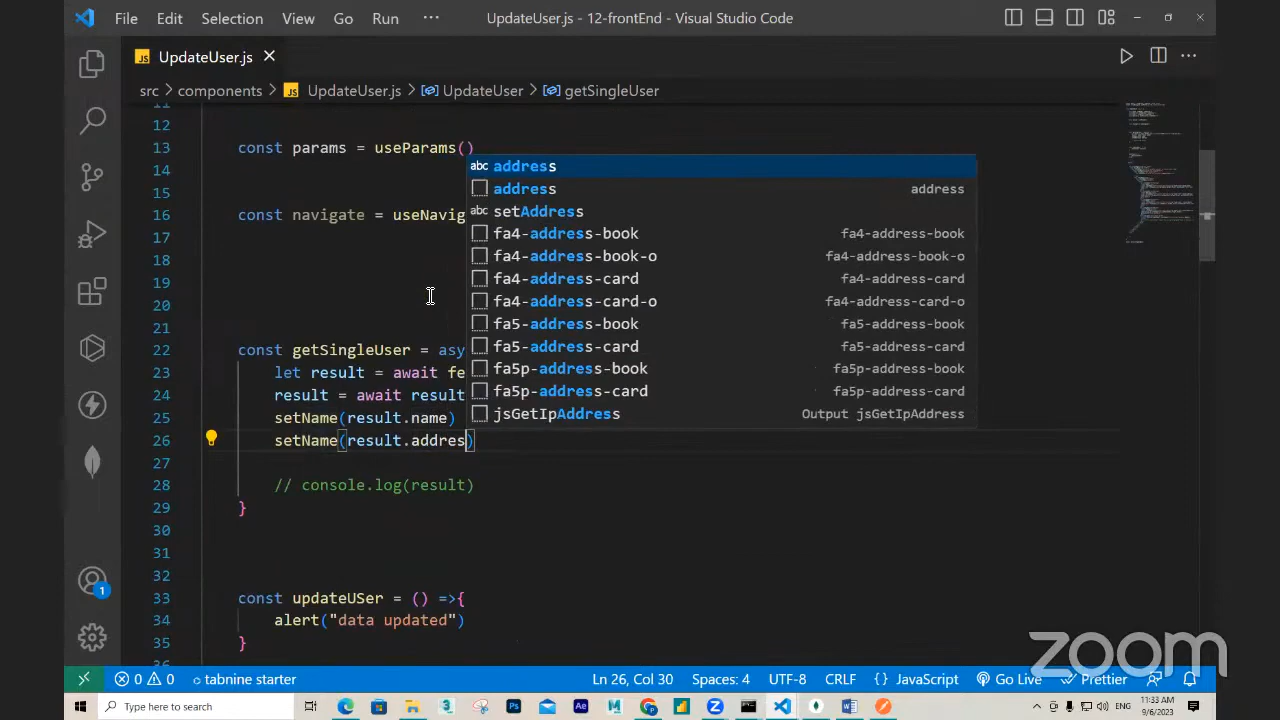 File Edit Selection View Go Run ··· UpdateUser.js - 12-frontEnd - Visual Studio Code
JS UpdateUser.js
src > components > JS UpdateUser.js > UpdateUser > getSingleUser
11
12
13 const params = useParams()
14
15
16 const navigate = useNavig
17
18
19
20
21
22 const getSingleUser = asy
23 let result = await fe
24 result = await result
25 setName(result.name)
26 setName(result.addres)
27
28 // console.log(result)
29 }
30
31
32
33 const updateUSer = () =>{
34 alert("data updated")
35 }
36
abc address
address address
abc setAddress
fa4-address-book fa4-address-book
fa4-address-book-o fa4-address-book-o
fa4-address-card fa4-address-card
fa4-address-card-o fa4-address-card-o
fa5-address-book fa5-address-book
fa5-address-card fa5-address-card
fa5p-address-book fa5p-address-book
fa5p-address-card fa5p-address-card
jsGetIpAddress Output jsGetIpAddress
1
zoom
0 0 tabnine starter Ln 26, Col 30 Spaces: 4 UTF-8 CRLF {} JavaScript Go Live Prettier
Type here to search Ps Ae M ENG 11:33 AM
9/6/2023